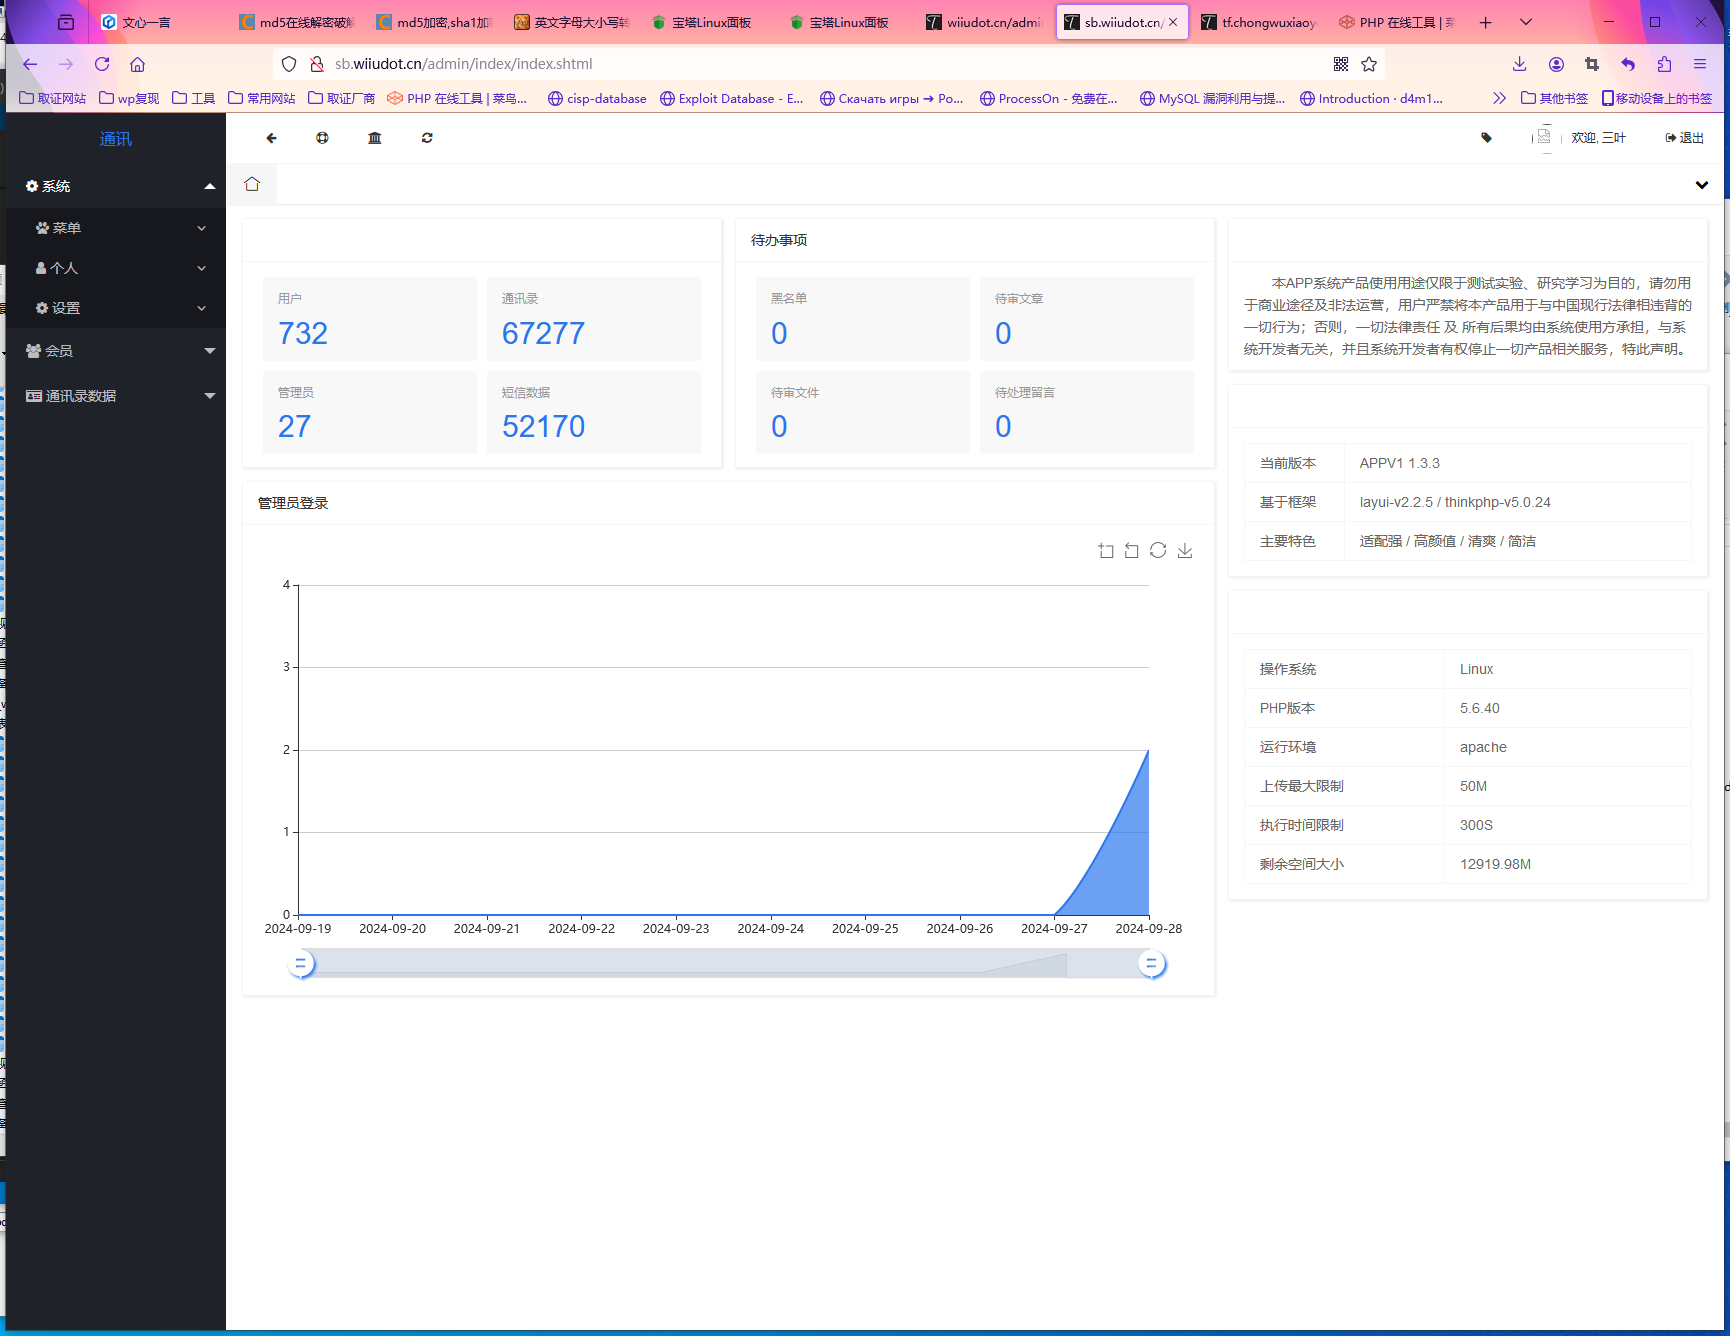 文心一言
md5在线解密破解
md5加密,sha1加
英文字母大小写转
宝塔Linux面板
宝塔Linux面板
wiiudot.cn/admi
sb.wiiudot.cn/
tf.chongwuxiaoy
PHP 在线工具 | 菜
sb.wiiudot.cn/admin/index/index.shtml
取证网站
wp复现
工具
常用网站
取证厂商
PHP 在线工具 | 菜鸟...
cisp-database
Exploit Database - E...
Скачать игры → Po...
ProcessOn - 免费在...
MySQL 漏洞利用与提...
Introduction · d4m1...
其他书签
移动设备上的书签
通讯
欢迎, 三叶
退出
系统
菜单
个人
设置
会员
通讯录数据
用户
732
通讯录
67277
管理员
27
短信数据
52170
待办事项
黑名单
0
待审文章
0
待审文件
0
待处理留言
0
本APP系统产品使用用途仅限于测试实验、研究学习为目的，请勿用
于商业途径及非法运营，用户严禁将本产品用于与中国现行法律相违背的
一切行为；否则，一切法律责任 及 所有后果均由系统使用方承担，与系
统开发者无关，并且系统开发者有权停止一切产品相关服务，特此声明。
当前版本 APPV1 1.3.3
基于框架 layui-v2.2.5 / thinkphp-v5.0.24
主要特色 适配强 / 高颜值 / 清爽 / 简洁
管理员登录
4
3
2
1
0
2024-09-19 2024-09-20 2024-09-21 2024-09-22 2024-09-23 2024-09-24 2024-09-25 2024-09-26 2024-09-27 2024-09-28
操作系统 Linux
PHP版本 5.6.40
运行环境 apache
上传最大限制 50M
执行时间限制 300S
剩余空间大小 12919.98M